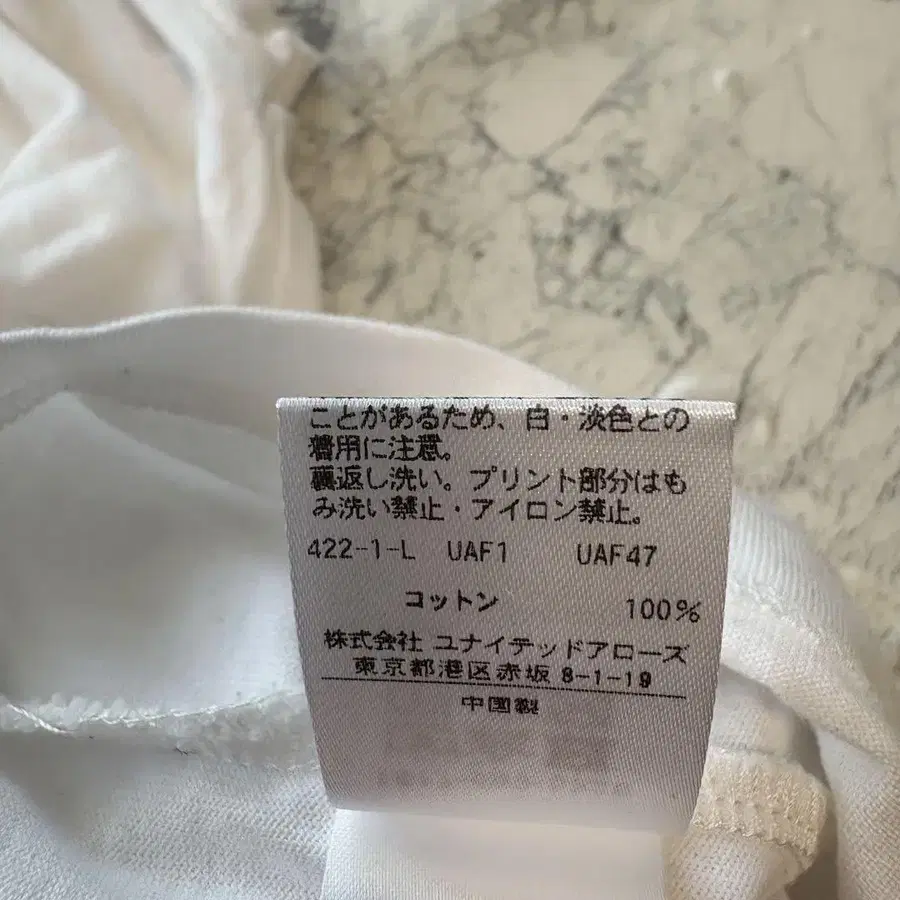 ことがあるため、白・淡色との
着用に注意。
裏返し洗い。プリント部分はも
み洗い禁止・アイロン禁止。
422-1-L UAF1 UAF47
コットン 100%
株式会社 ユナイテッドアローズ
東京都港区赤坂 8-1-19
中国製